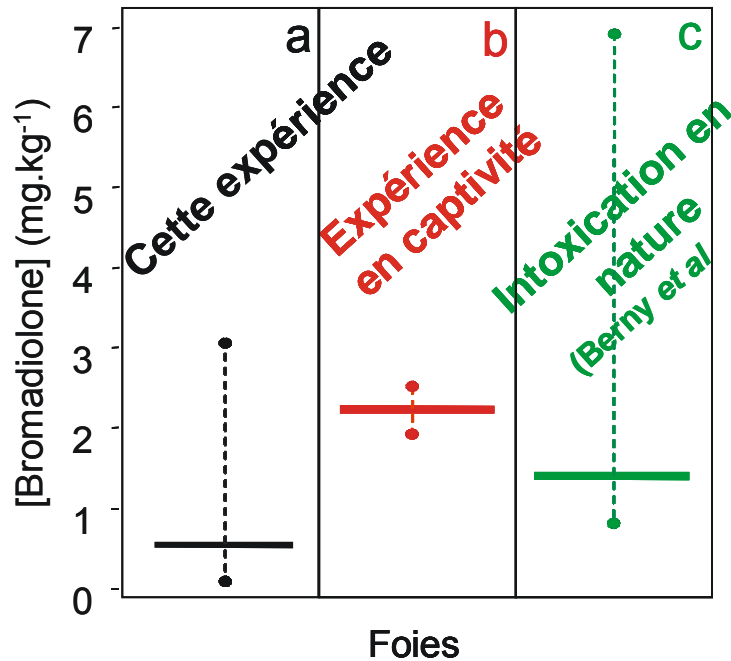 [Bromadiolone] (mg.kg-1)
7
6
5
4
3
2
1
0
a
Cette expérience
b
Expérience
en captivité
c
Intoxication en
nature
(Berny et al
Foies